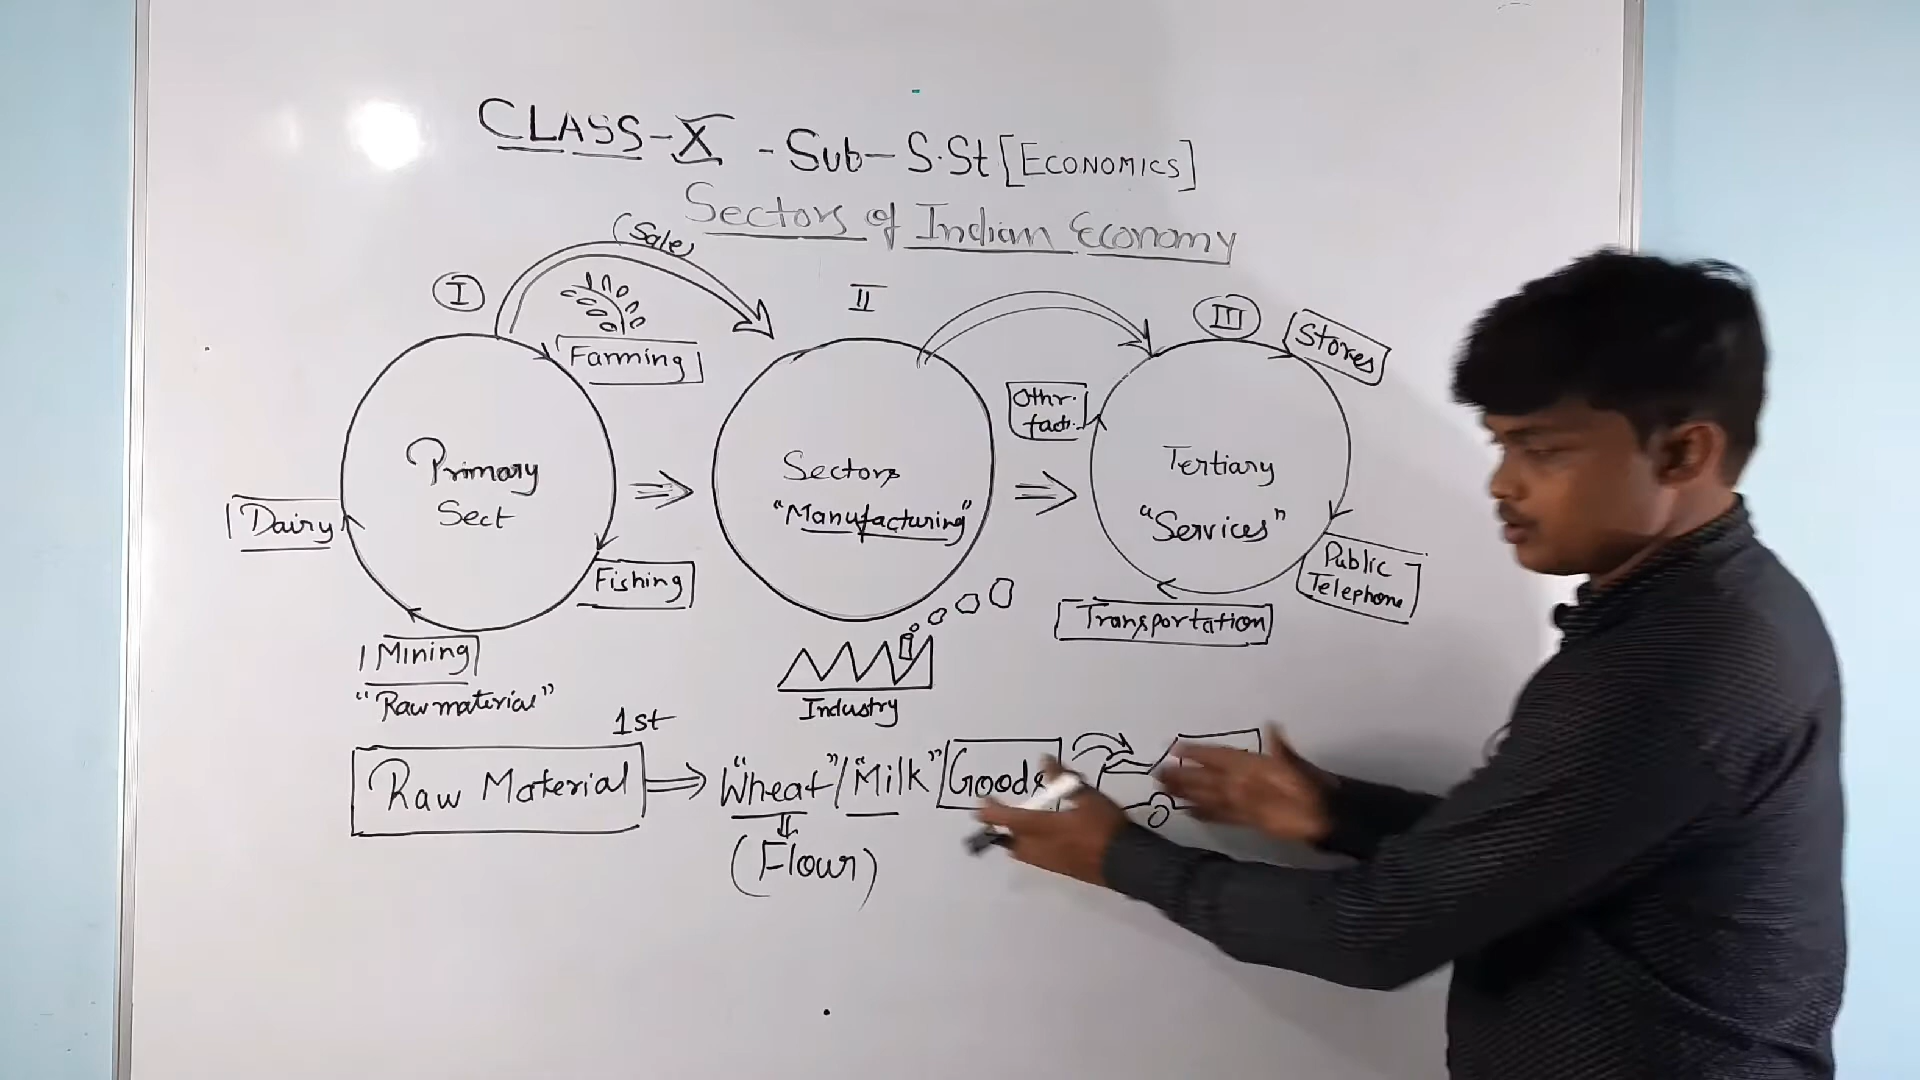 CLASS-X - Sub- S.St [ECONOMICS]
Sectors of Indian Economy
(Sale)
I
II
III
Stores
Farming
Othr.
fact.
Primary
Sect
Sectors
"Manufacturing"
Tertiary
"Services"
Dairy
Fishing
Public
Telephone
Transportation
Mining
"Raw material"
Industry
1st
Raw Material ⇒ "Wheat"/"Milk"/Goods
(Flour)